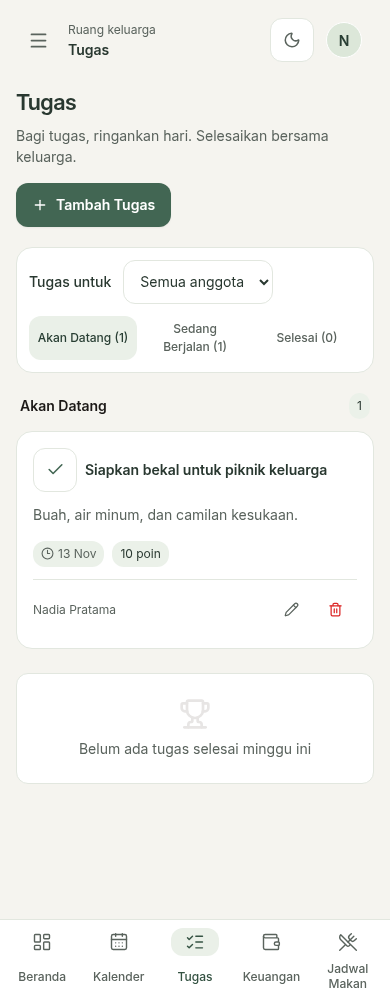 Ruang keluarga
Tugas
N
Tugas
Bagi tugas, ringankan hari. Selesaikan bersama
keluarga.
Tambah Tugas
Tugas untuk
Semua anggota
Akan Datang (1)
Sedang
Berjalan (1)
Selesai (0)
Akan Datang
1
Siapkan bekal untuk piknik keluarga
Buah, air minum, dan camilan kesukaan.
13 Nov
10 poin
Nadia Pratama
Belum ada tugas selesai minggu ini
Beranda
Kalender
Tugas
Keuangan
Jadwal
Makan